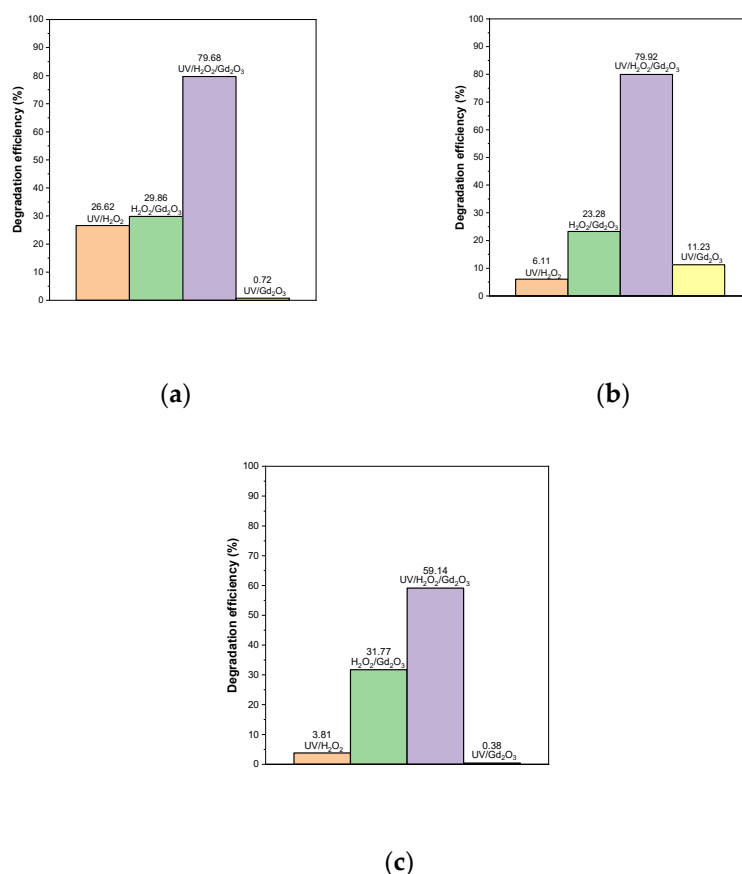 100
90
80
70
60
50
40
30
20
10
0
Degradation efficiency (%)
26.62
UV/H₂O₂
29.86
H₂O₂/Gd₂O₃
79.68
UV/H₂O₂/Gd₂O₃
0.72
UV/Gd₂O₃
(a)
100
90
80
70
60
50
40
30
20
10
0
Degradation efficiency (%)
6.11
UV/H₂O₂
23.28
H₂O₂/Gd₂O₃
79.92
UV/H₂O₂/Gd₂O₃
11.23
UV/Gd₂O₃
(b)
100
90
80
70
60
50
40
30
20
10
0
Degradation efficiency (%)
3.81
UV/H₂O₂
31.77
H₂O₂/Gd₂O₃
59.14
UV/H₂O₂/Gd₂O₃
0.38
UV/Gd₂O₃
(c)